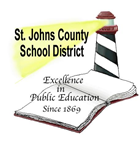 St. Johns County
School District
Excellence
in
Public Education
Since 1869